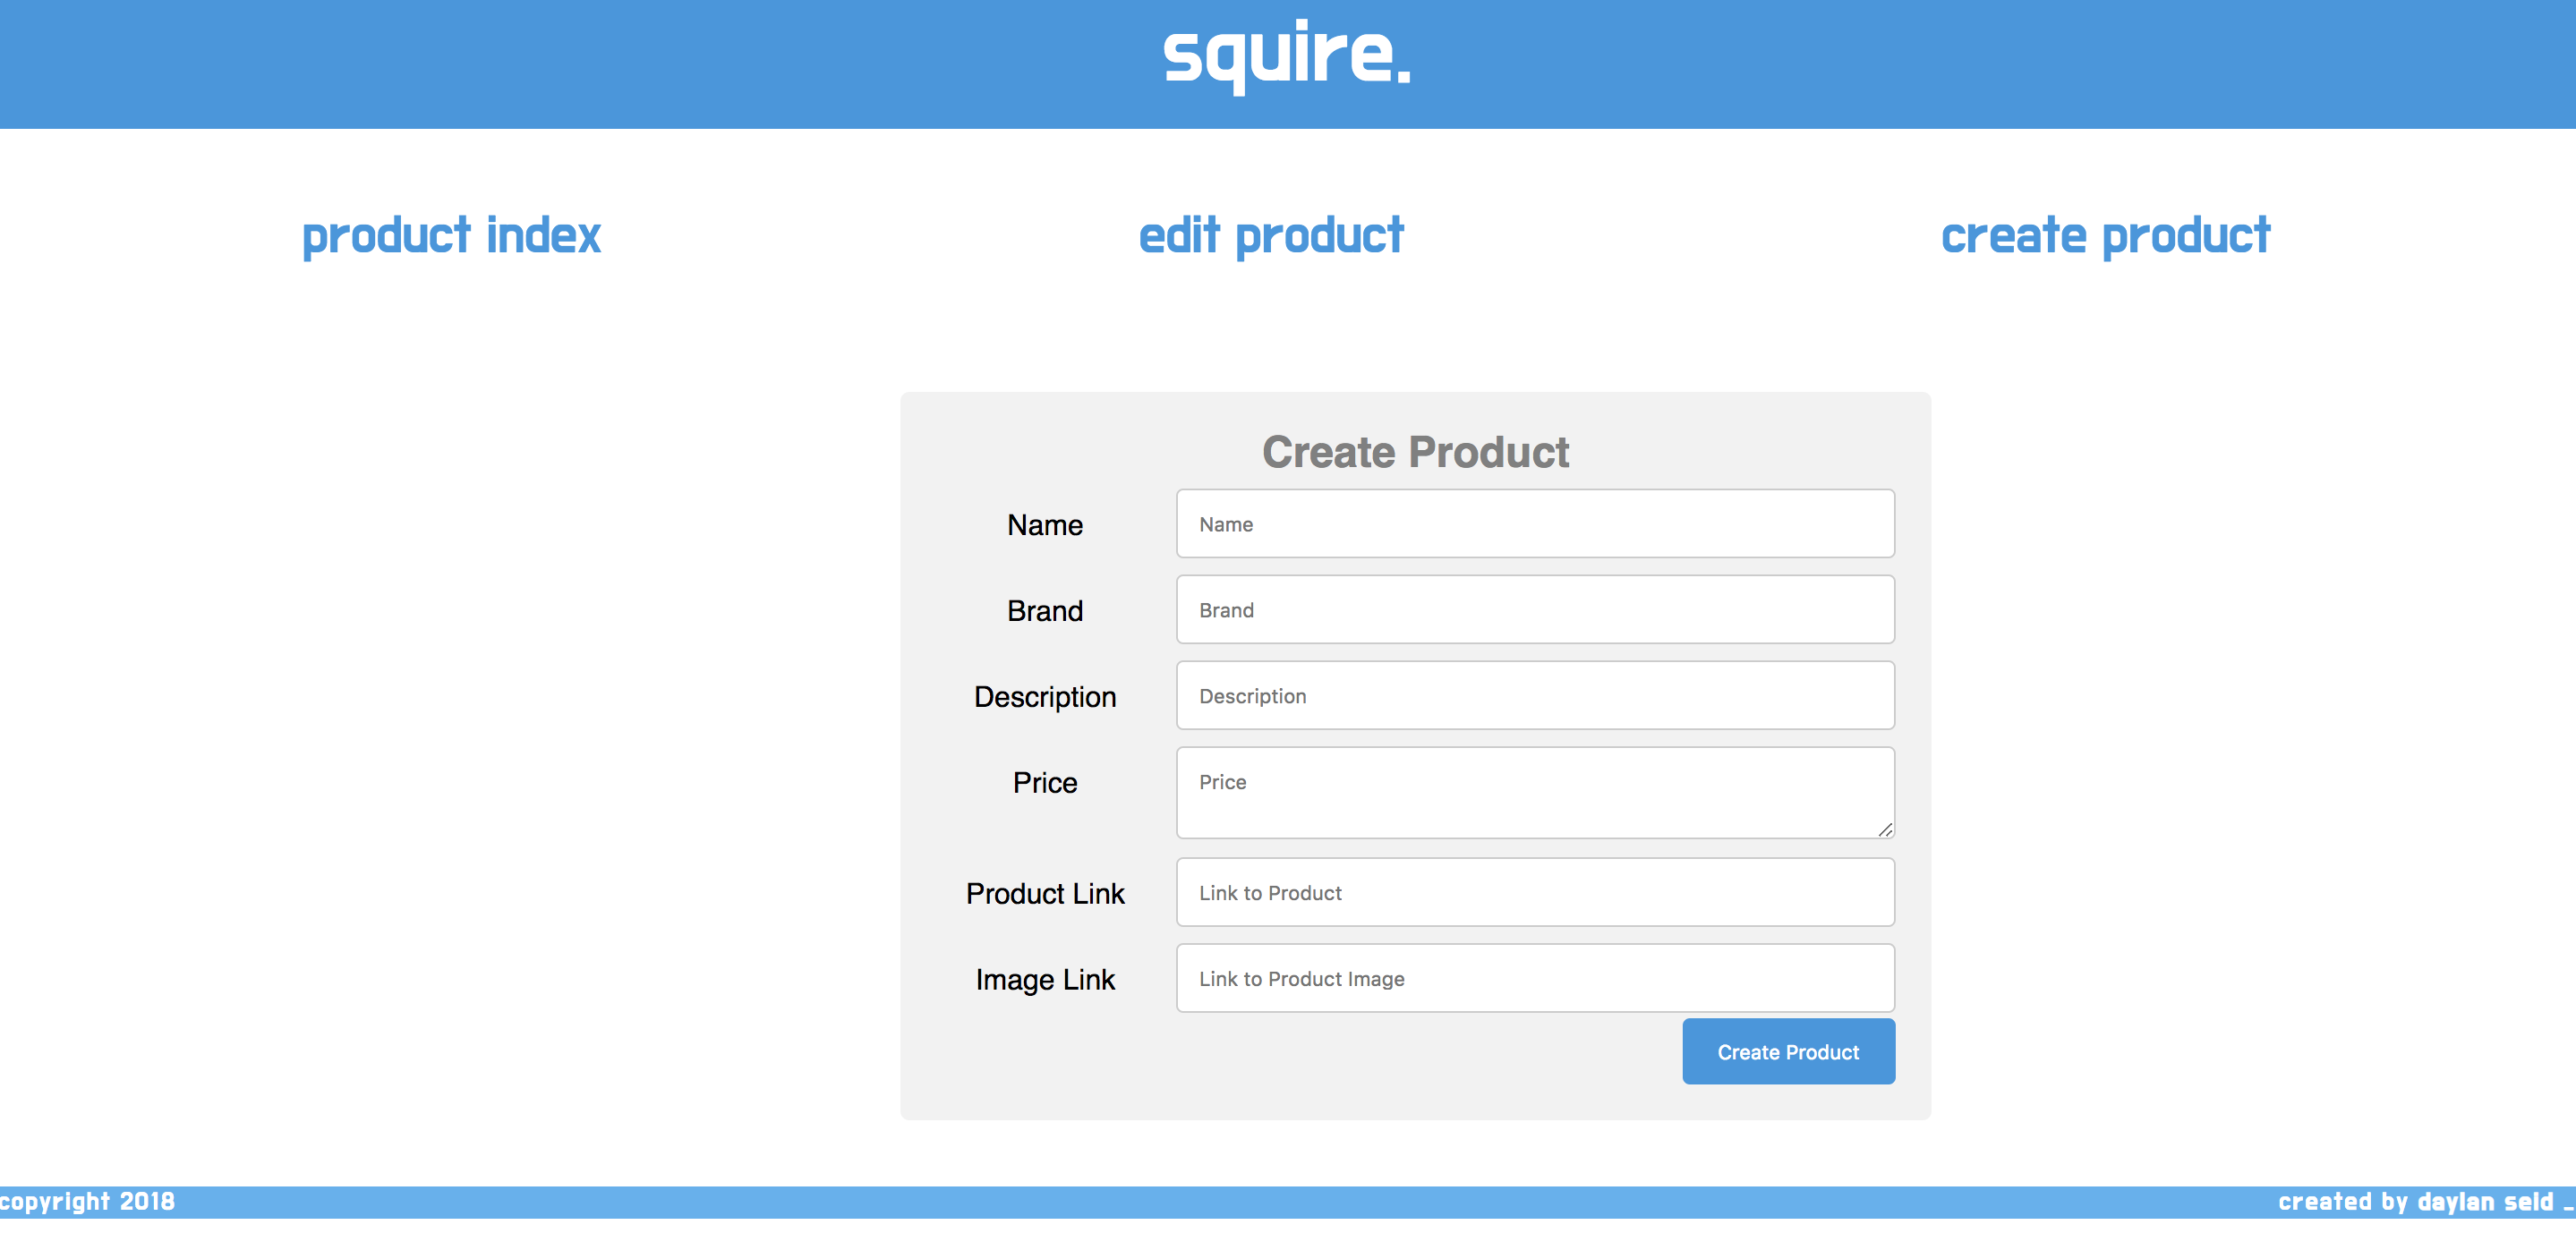 squire.
product index edit product create product
Create Product
Name Name
Brand Brand
Description Description
Price Price
Product Link Link to Product
Image Link Link to Product Image
Create Product
copyright 2018 created by daylan seid _